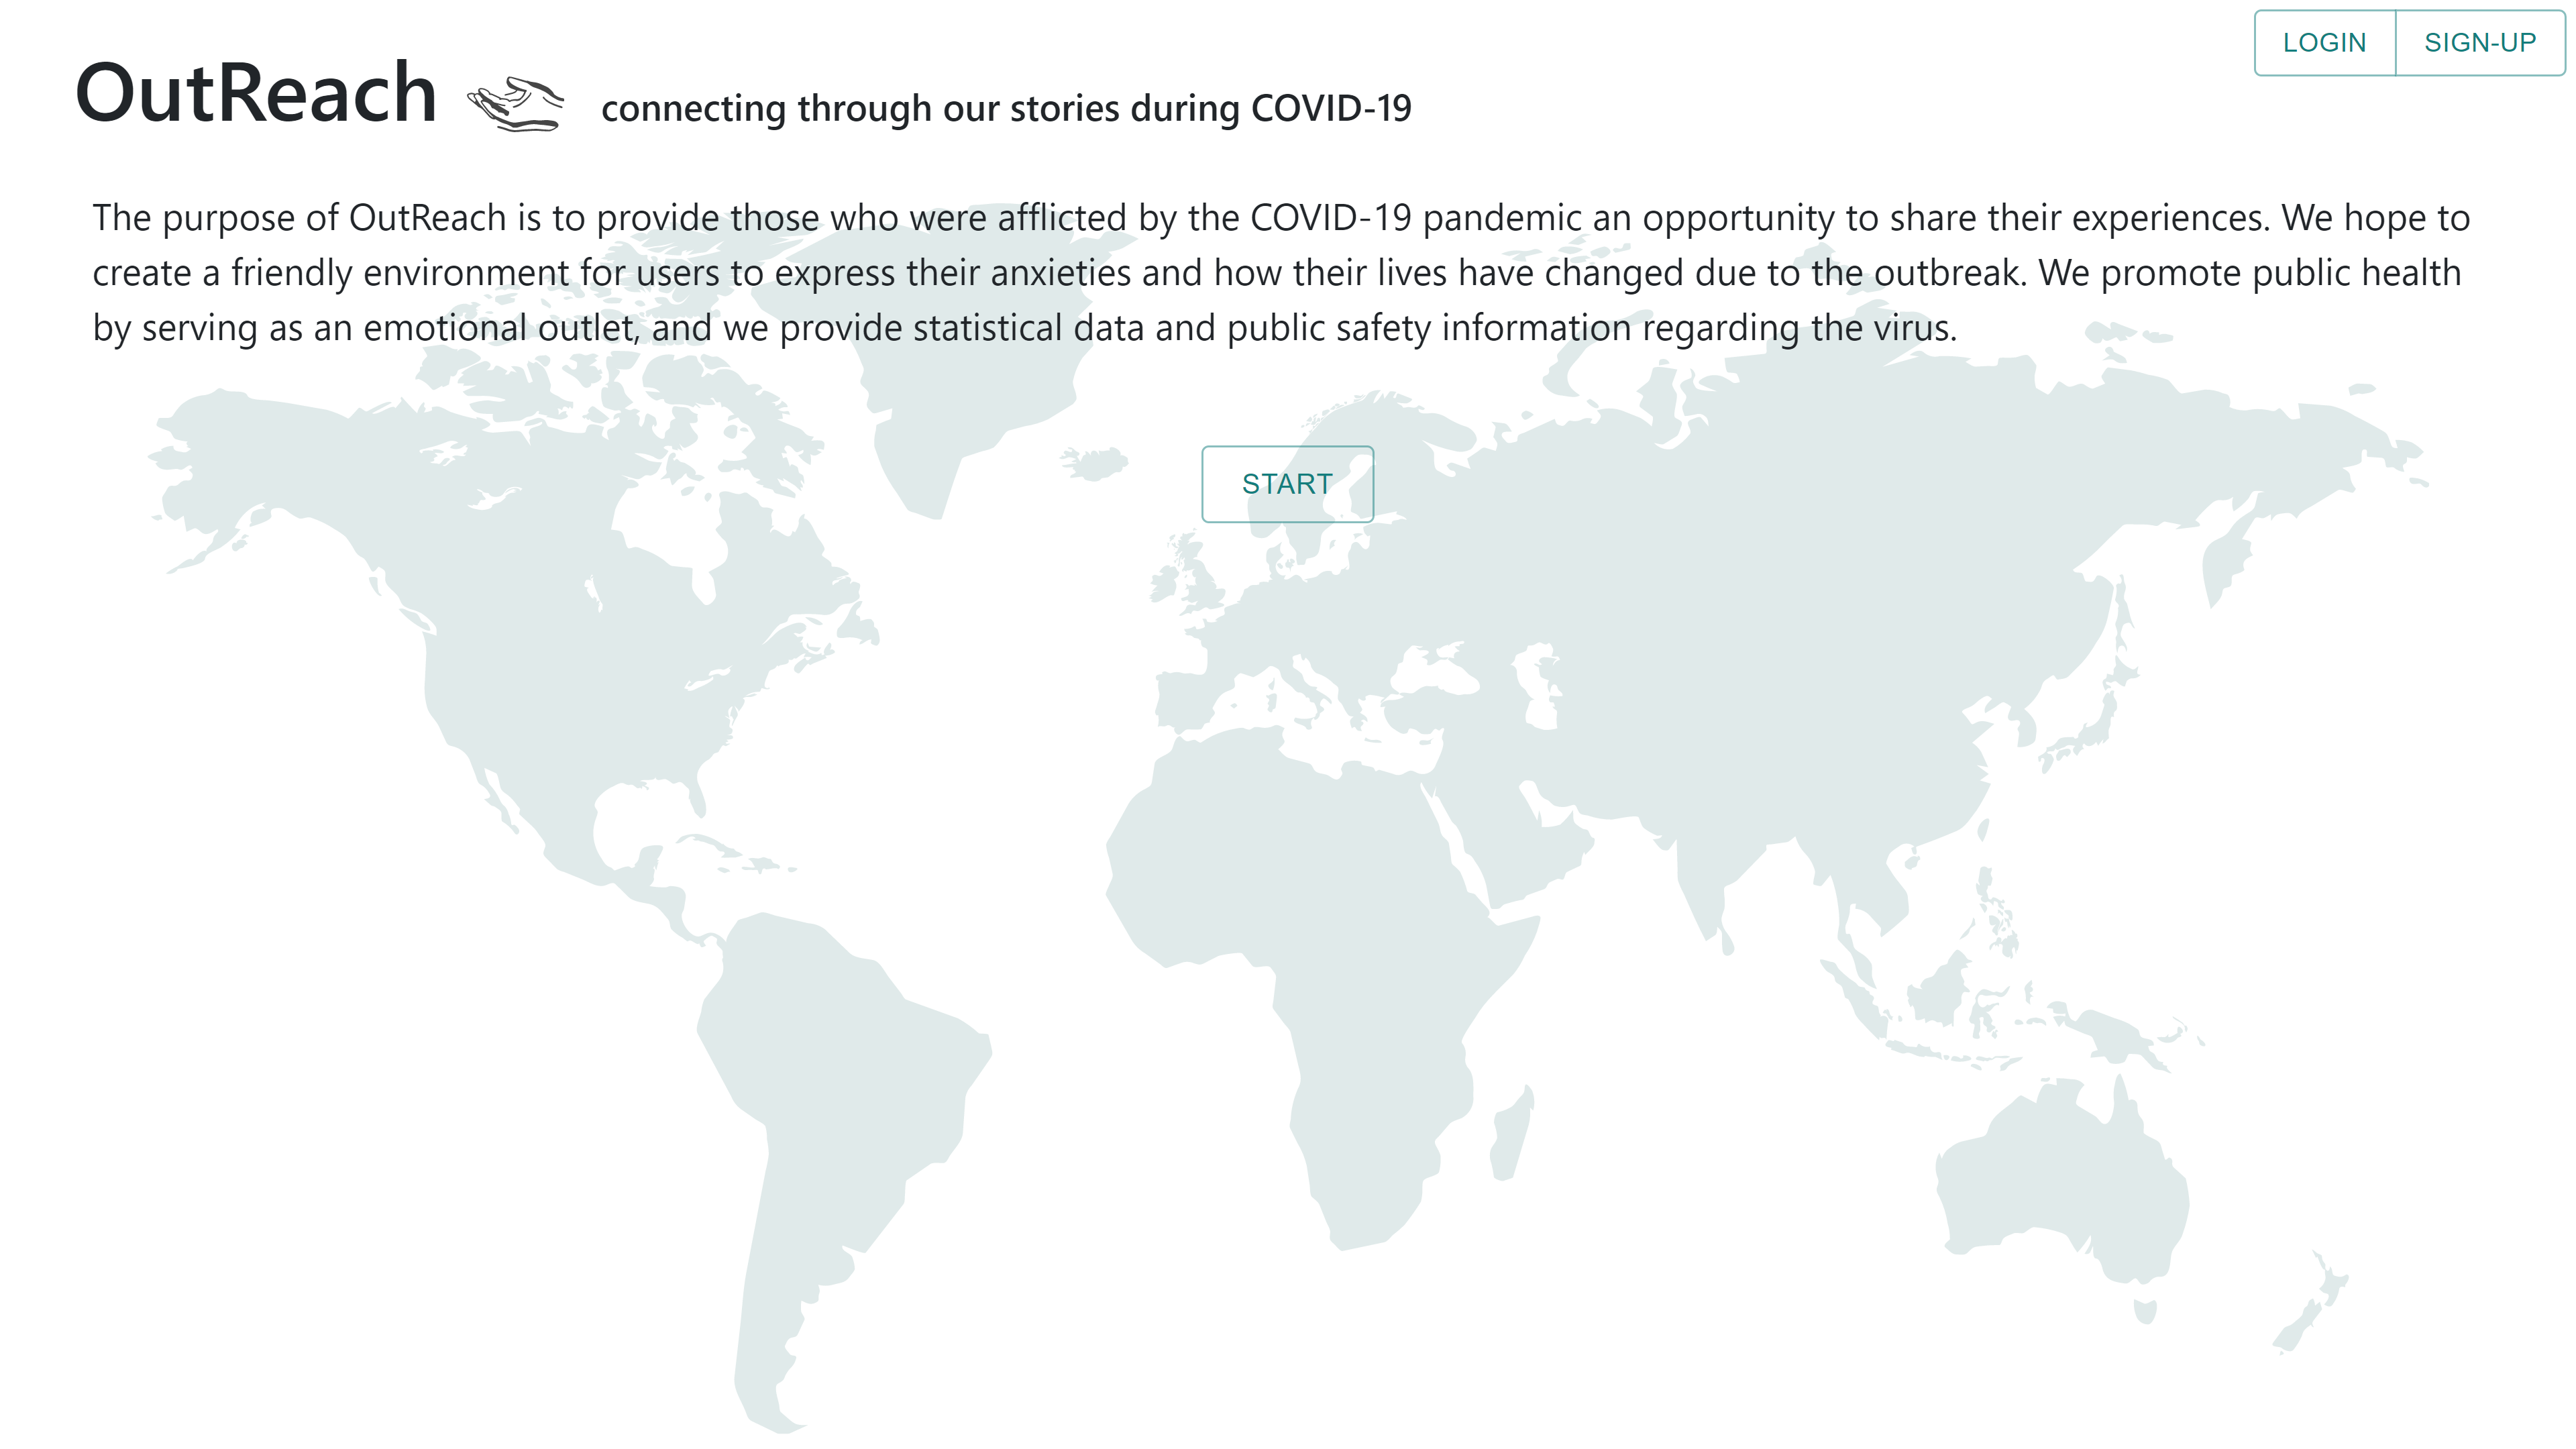 LOGIN SIGN-UP
OutReach connecting through our stories during COVID-19
The purpose of OutReach is to provide those who were afflicted by the COVID-19 pandemic an opportunity to share their experiences. We hope to
create a friendly environment for users to express their anxieties and how their lives have changed due to the outbreak. We promote public health
by serving as an emotional outlet, and we provide statistical data and public safety information regarding the virus.
START